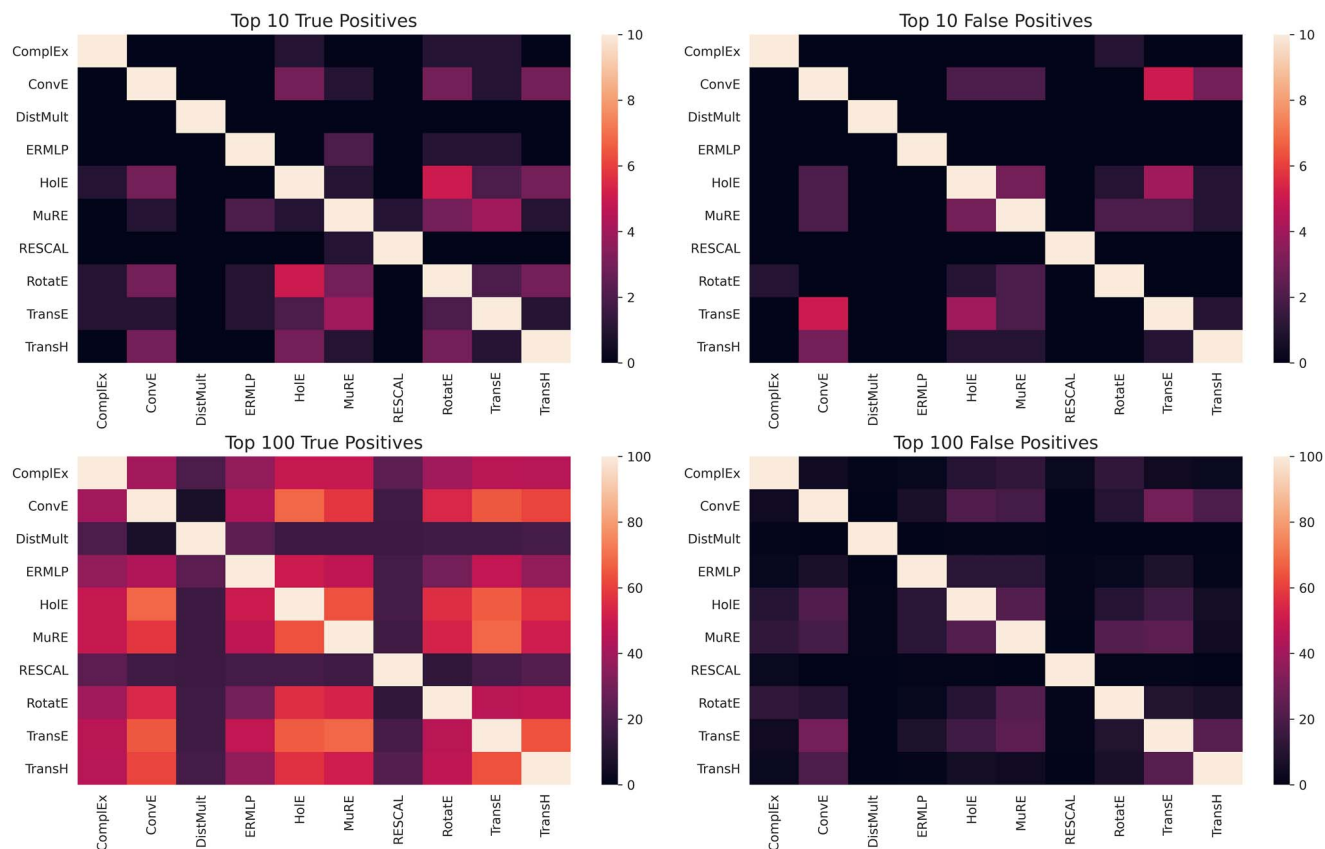 Top 10 True Positives
ComplEx
ConvE
DistMult
ERMLP
HolE
MuRE
RESCAL
RotatE
TransE
TransH
ComplEx
ConvE
DistMult
ERMLP
HolE
MuRE
RESCAL
RotatE
TransE
TransH
10
8
6
4
2
0
Top 10 False Positives
ComplEx
ConvE
DistMult
ERMLP
HolE
MuRE
RESCAL
RotatE
TransE
TransH
ComplEx
ConvE
DistMult
ERMLP
HolE
MuRE
RESCAL
RotatE
TransE
TransH
10
8
6
4
2
0
Top 100 True Positives
ComplEx
ConvE
DistMult
ERMLP
HolE
MuRE
RESCAL
RotatE
TransE
TransH
ComplEx
ConvE
DistMult
ERMLP
HolE
MuRE
RESCAL
RotatE
TransE
TransH
100
80
60
40
20
0
Top 100 False Positives
ComplEx
ConvE
DistMult
ERMLP
HolE
MuRE
RESCAL
RotatE
TransE
TransH
ComplEx
ConvE
DistMult
ERMLP
HolE
MuRE
RESCAL
RotatE
TransE
TransH
100
80
60
40
20
0